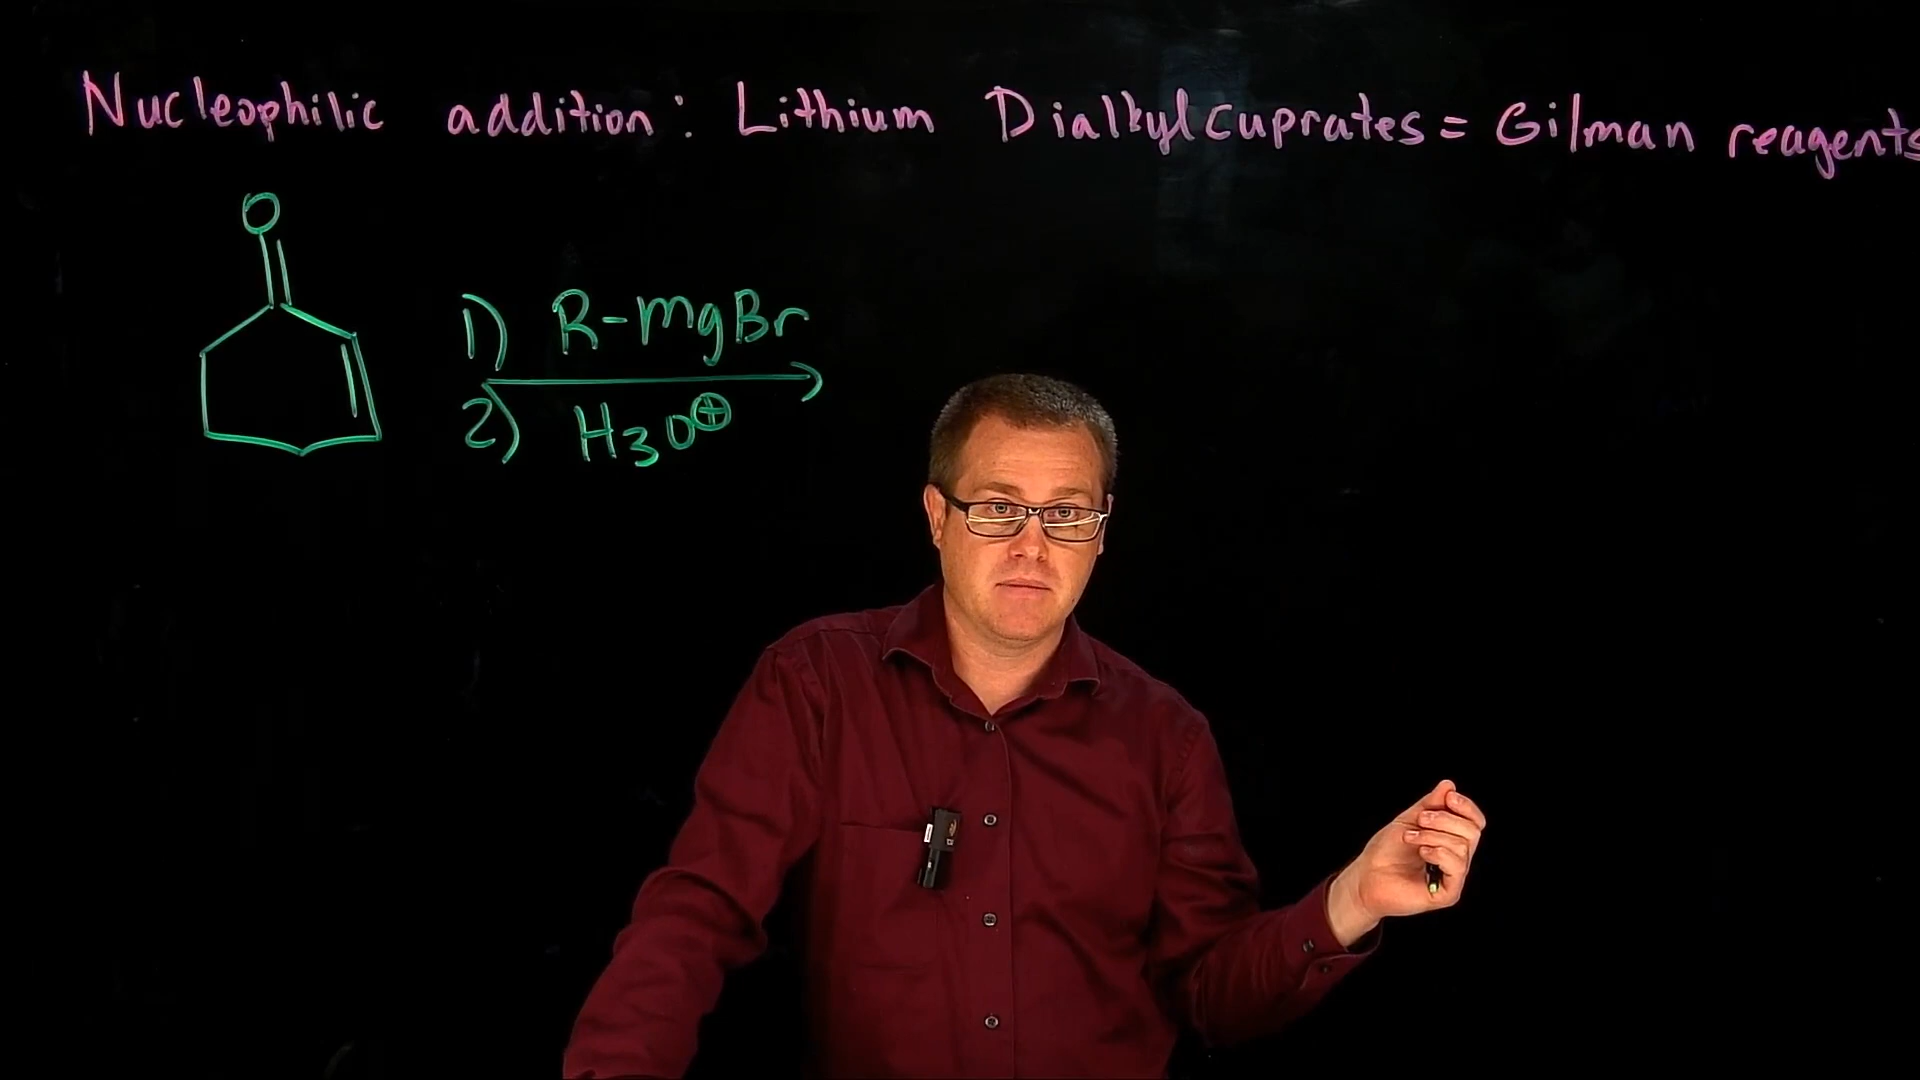 Nucleophilic addition: Lithium Dialkylcuprates = Gilman reagents
O
1) R-MgBr
2) H3O⊕